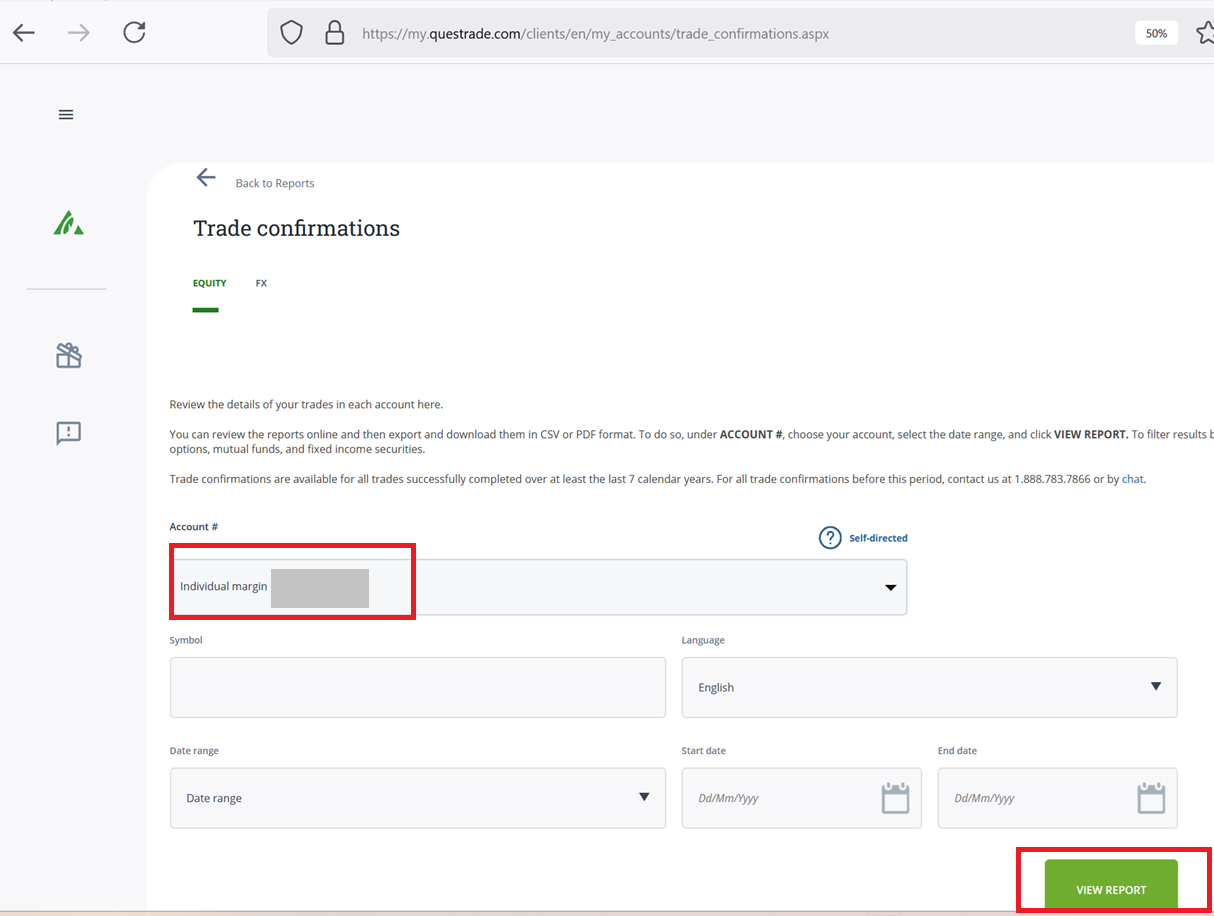 https://my.questrade.com/clients/en/my_accounts/trade_confirmations.aspx
50%
Back to Reports
Trade confirmations
EQUITY FX
Review the details of your trades in each account here.
You can review the reports online and then export and download them in CSV or PDF format. To do so, under ACCOUNT #, choose your account, select the date range, and click VIEW REPORT. To filter results
options, mutual funds, and fixed income securities.
Trade confirmations are available for all trades successfully completed over at least the last 7 calendar years. For all trade confirmations before this period, contact us at 1.888.783.7866 or by chat.
Account #
? Self-directed
Individual margin
Symbol Language
English
Date range Start date End date
Date range Dd/Mm/Yyyy Dd/Mm/Yyyy
VIEW REPORT